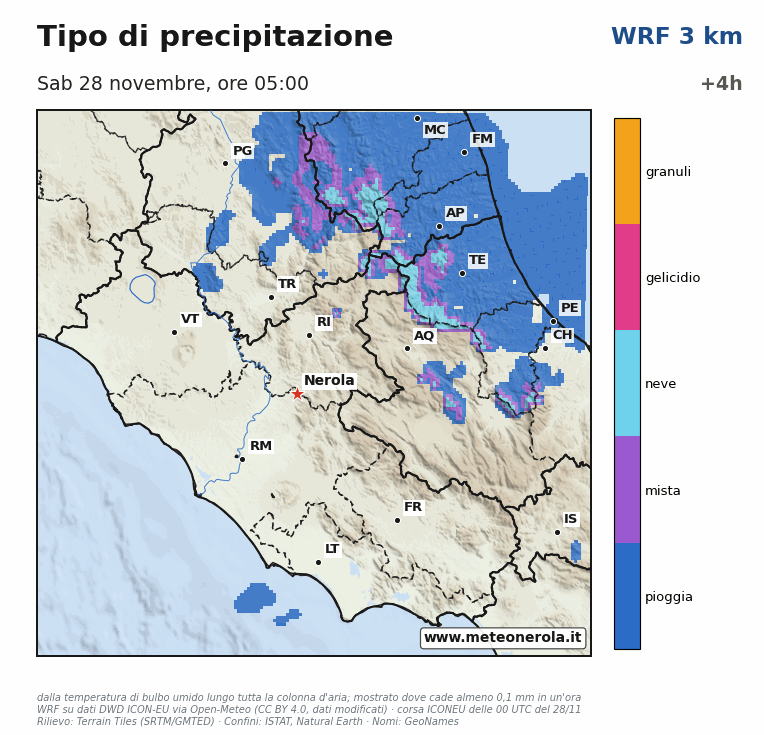 Tipo di precipitazione
WRF 3 km
Sab 28 novembre, ore 05:00
+4h
MC
FM
PG
AP
TE
TR
PE
VT
RI
AQ
CH
Nerola
RM
FR
IS
LT
www.meteonerola.it
granuli
gelicidio
neve
mista
pioggia
dalla temperatura di bulbo umido lungo tutta la colonna d'aria; mostrato dove cade almeno 0,1 mm in un'ora
WRF su dati DWD ICON-EU via Open-Meteo (CC BY 4.0, dati modificati) · corsa ICONEU delle 00 UTC del 28/11
Rilievo: Terrain Tiles (SRTM/GMTED) · Confini: ISTAT, Natural Earth · Nomi: GeoNames